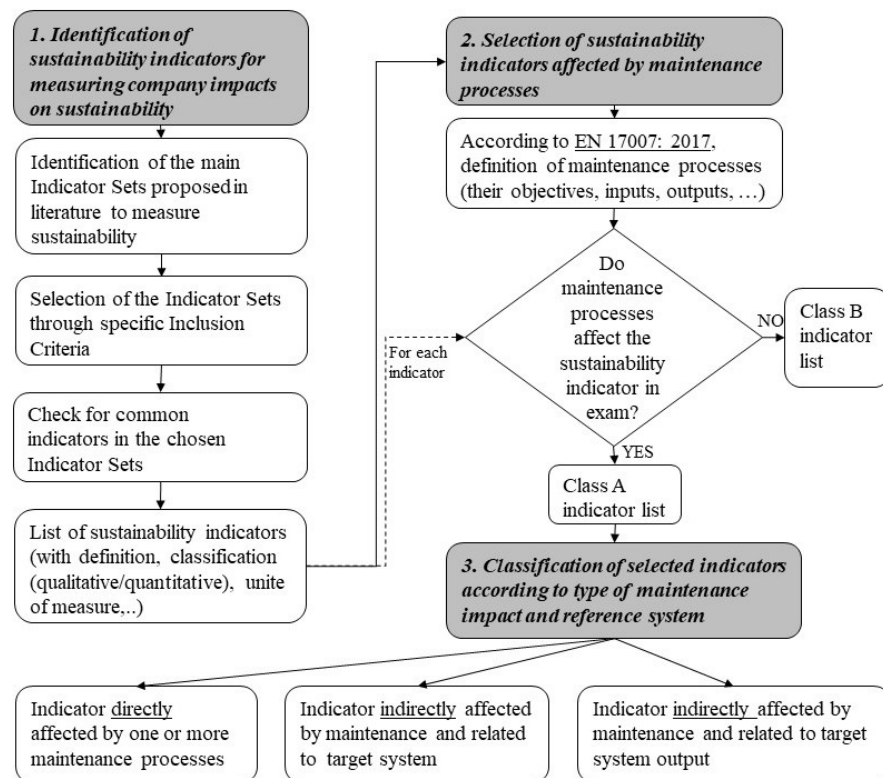 1. Identification of
sustainability indicators for
measuring company impacts
on sustainability
Identification of the main
Indicator Sets proposed in
literature to measure
sustainability
Selection of the Indicator Sets
through specific Inclusion
Criteria
Check for common
indicators in the chosen
Indicator Sets
List of sustainability indicators
(with definition, classification
(qualitative/quantitative), unite
of measure,..)
For each
indicator
2. Selection of sustainability
indicators affected by maintenance
processes
According to EN 17007: 2017,
definition of maintenance processes
(their objectives, inputs, outputs, …)
Do
maintenance
processes
affect the
sustainability
indicator in
exam?
NO
Class B
indicator
list
YES
Class A
indicator list
3. Classification of selected indicators
according to type of maintenance
impact and reference system
Indicator directly
affected by one or more
maintenance processes
Indicator indirectly affected
by maintenance and related
to target system
Indicator indirectly affected by
maintenance and related to target
system output